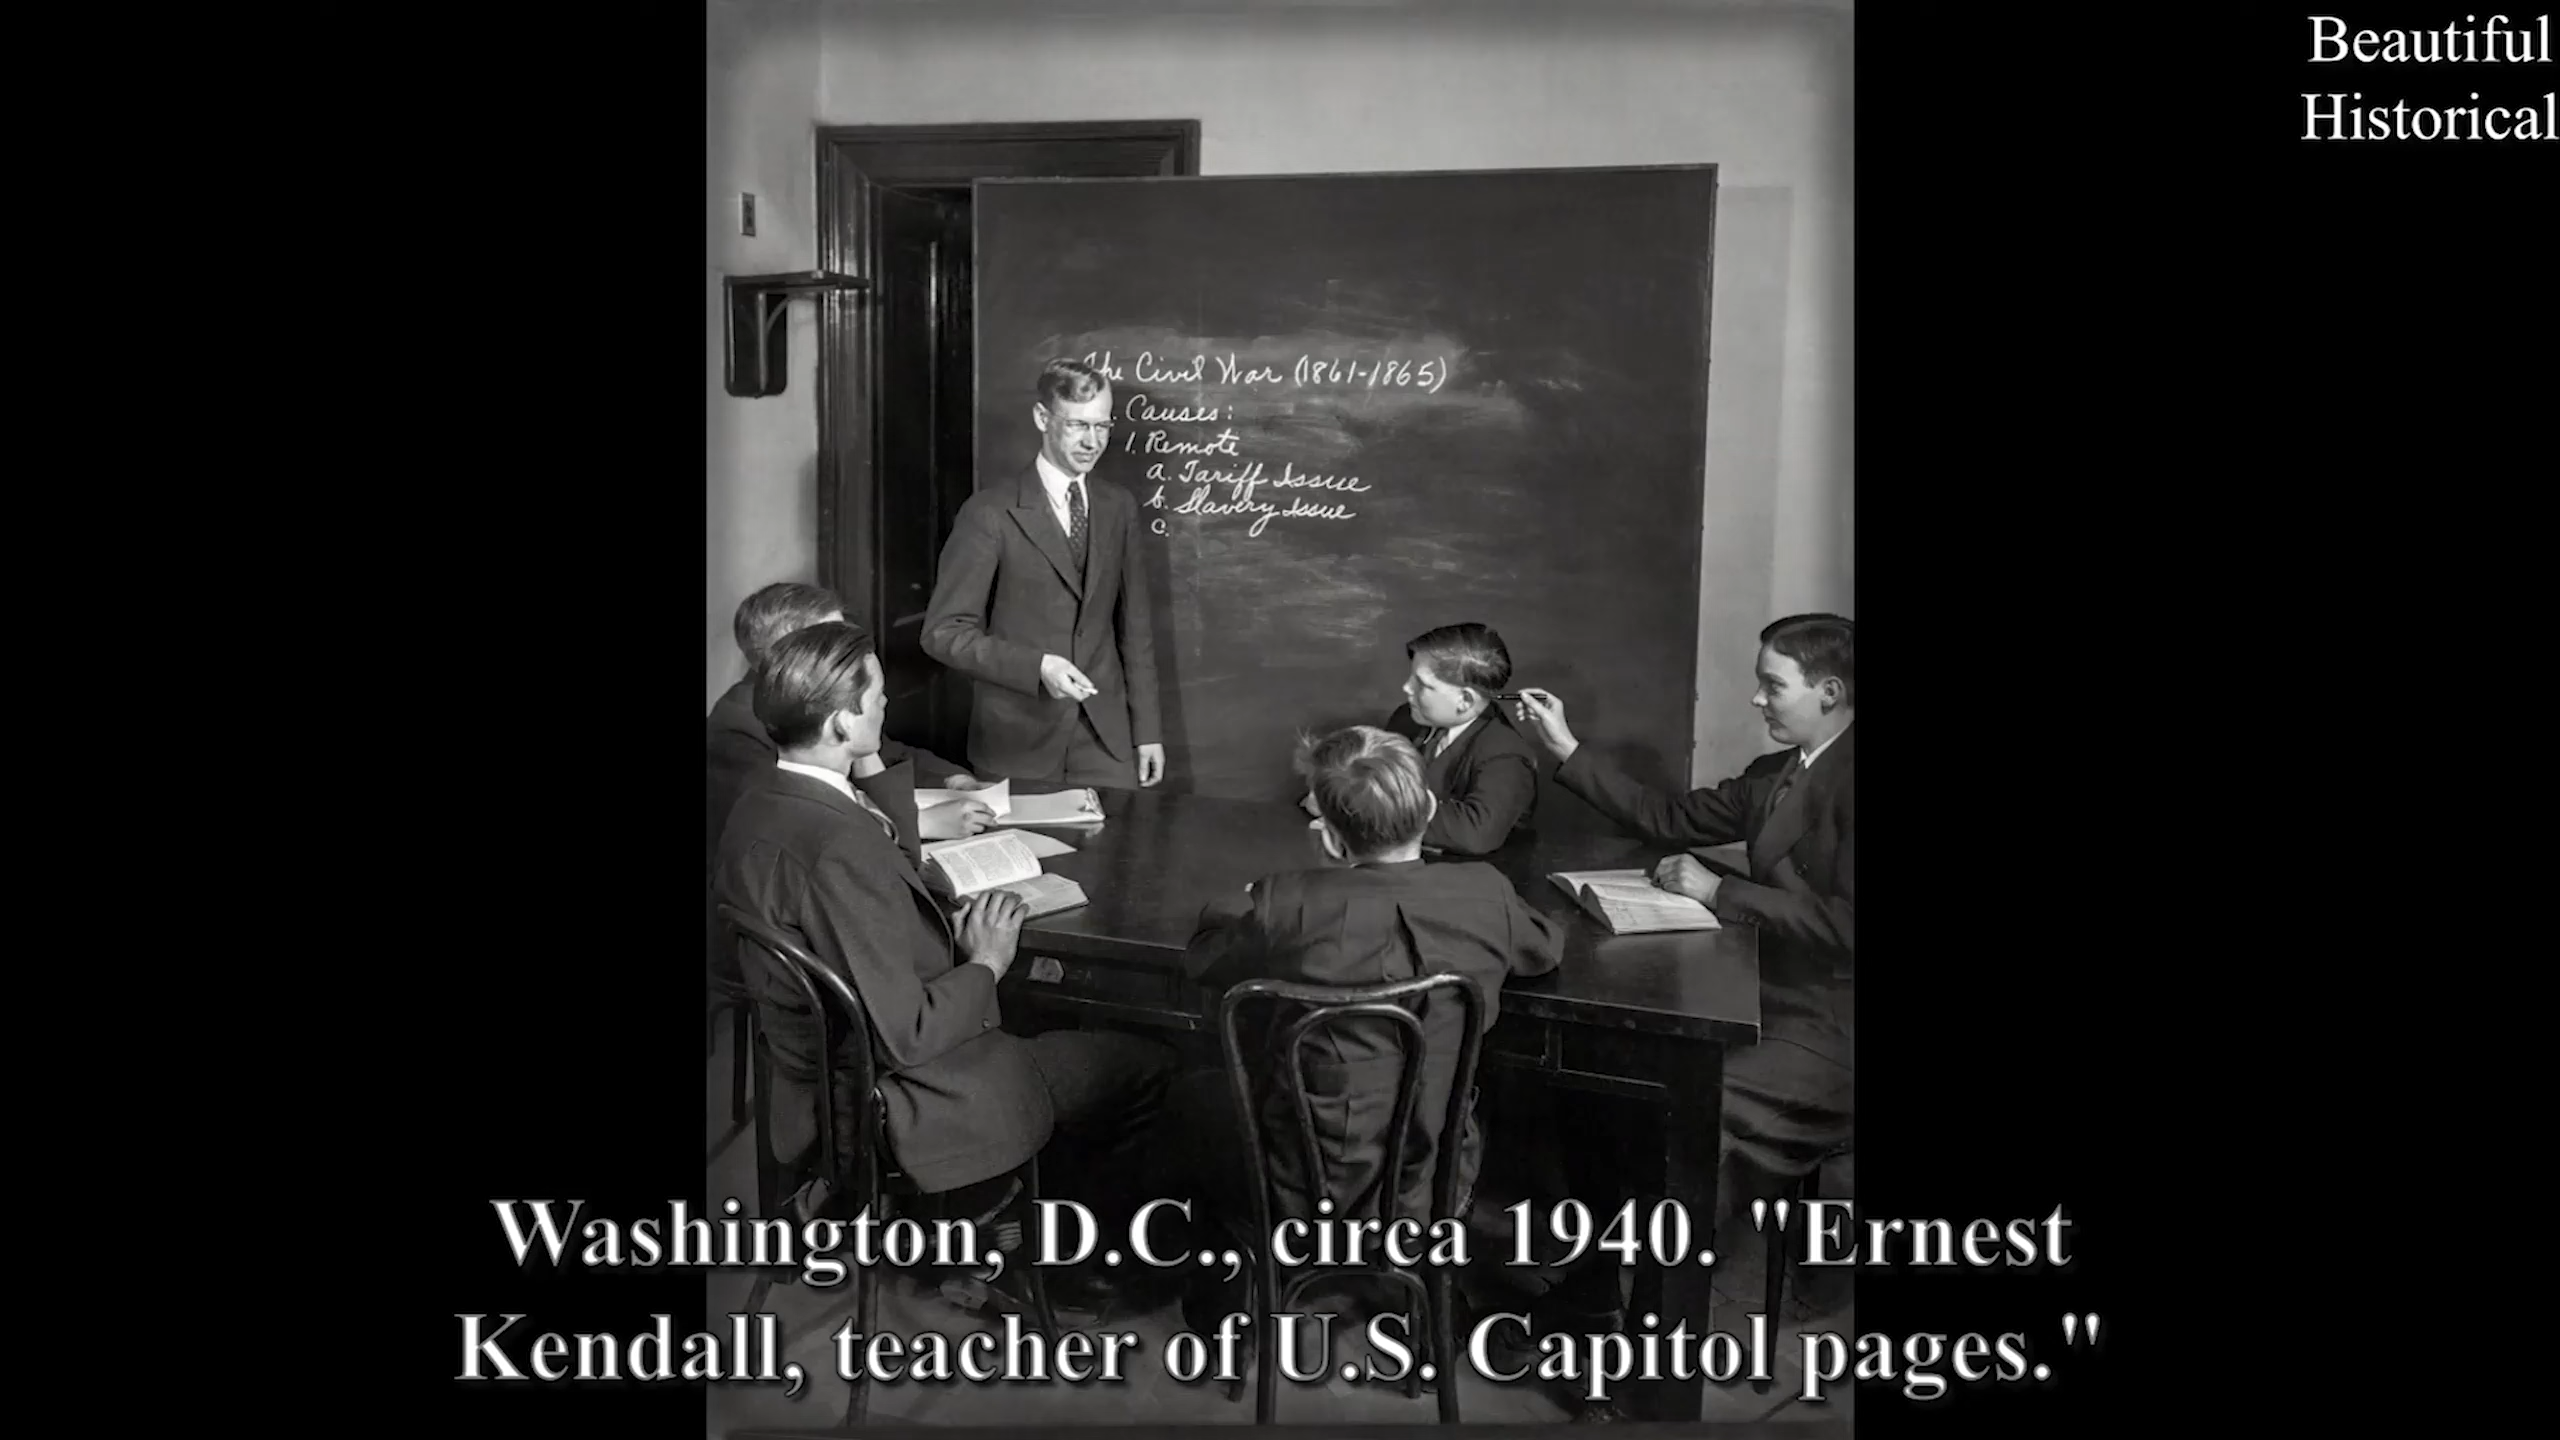 Beautiful
Historical
The Civil War (1861-1865)
. Causes:
1. Remote
a. Tariff Issue
b. Slavery Issue
c.
Washington, D.C., circa 1940. "Ernest
Kendall, teacher of U.S. Capitol pages."